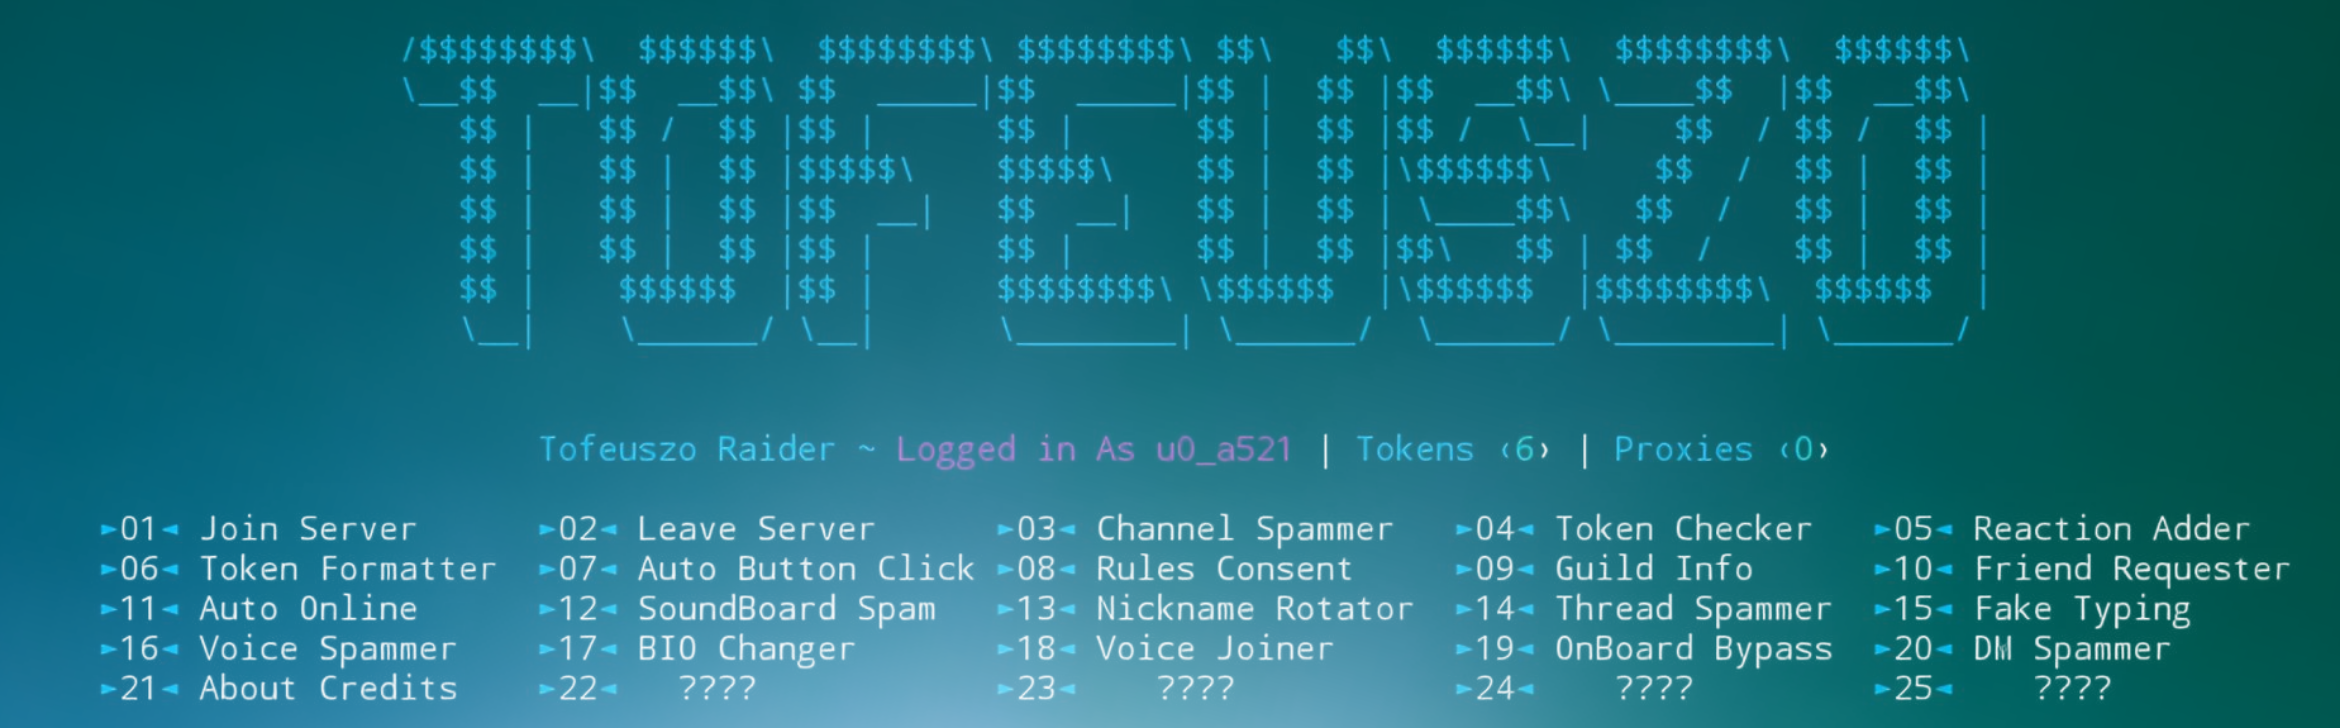 TOFEUSZO
Tofeuszo Raider ~ Logged in As u0_a521 | Tokens ‹6› | Proxies ‹0›
►01◄ Join Server ►02◄ Leave Server ►03◄ Channel Spammer ►04◄ Token Checker ►05◄ Reaction Adder
►06◄ Token Formatter ►07◄ Auto Button Click ►08◄ Rules Consent ►09◄ Guild Info ►10◄ Friend Requester
►11◄ Auto Online ►12◄ SoundBoard Spam ►13◄ Nickname Rotator ►14◄ Thread Spammer ►15◄ Fake Typing
►16◄ Voice Spammer ►17◄ BIO Changer ►18◄ Voice Joiner ►19◄ OnBoard Bypass ►20◄ DM Spammer
►21◄ About Credits ►22◄ ???? ►23◄ ???? ►24◄ ???? ►25◄ ????